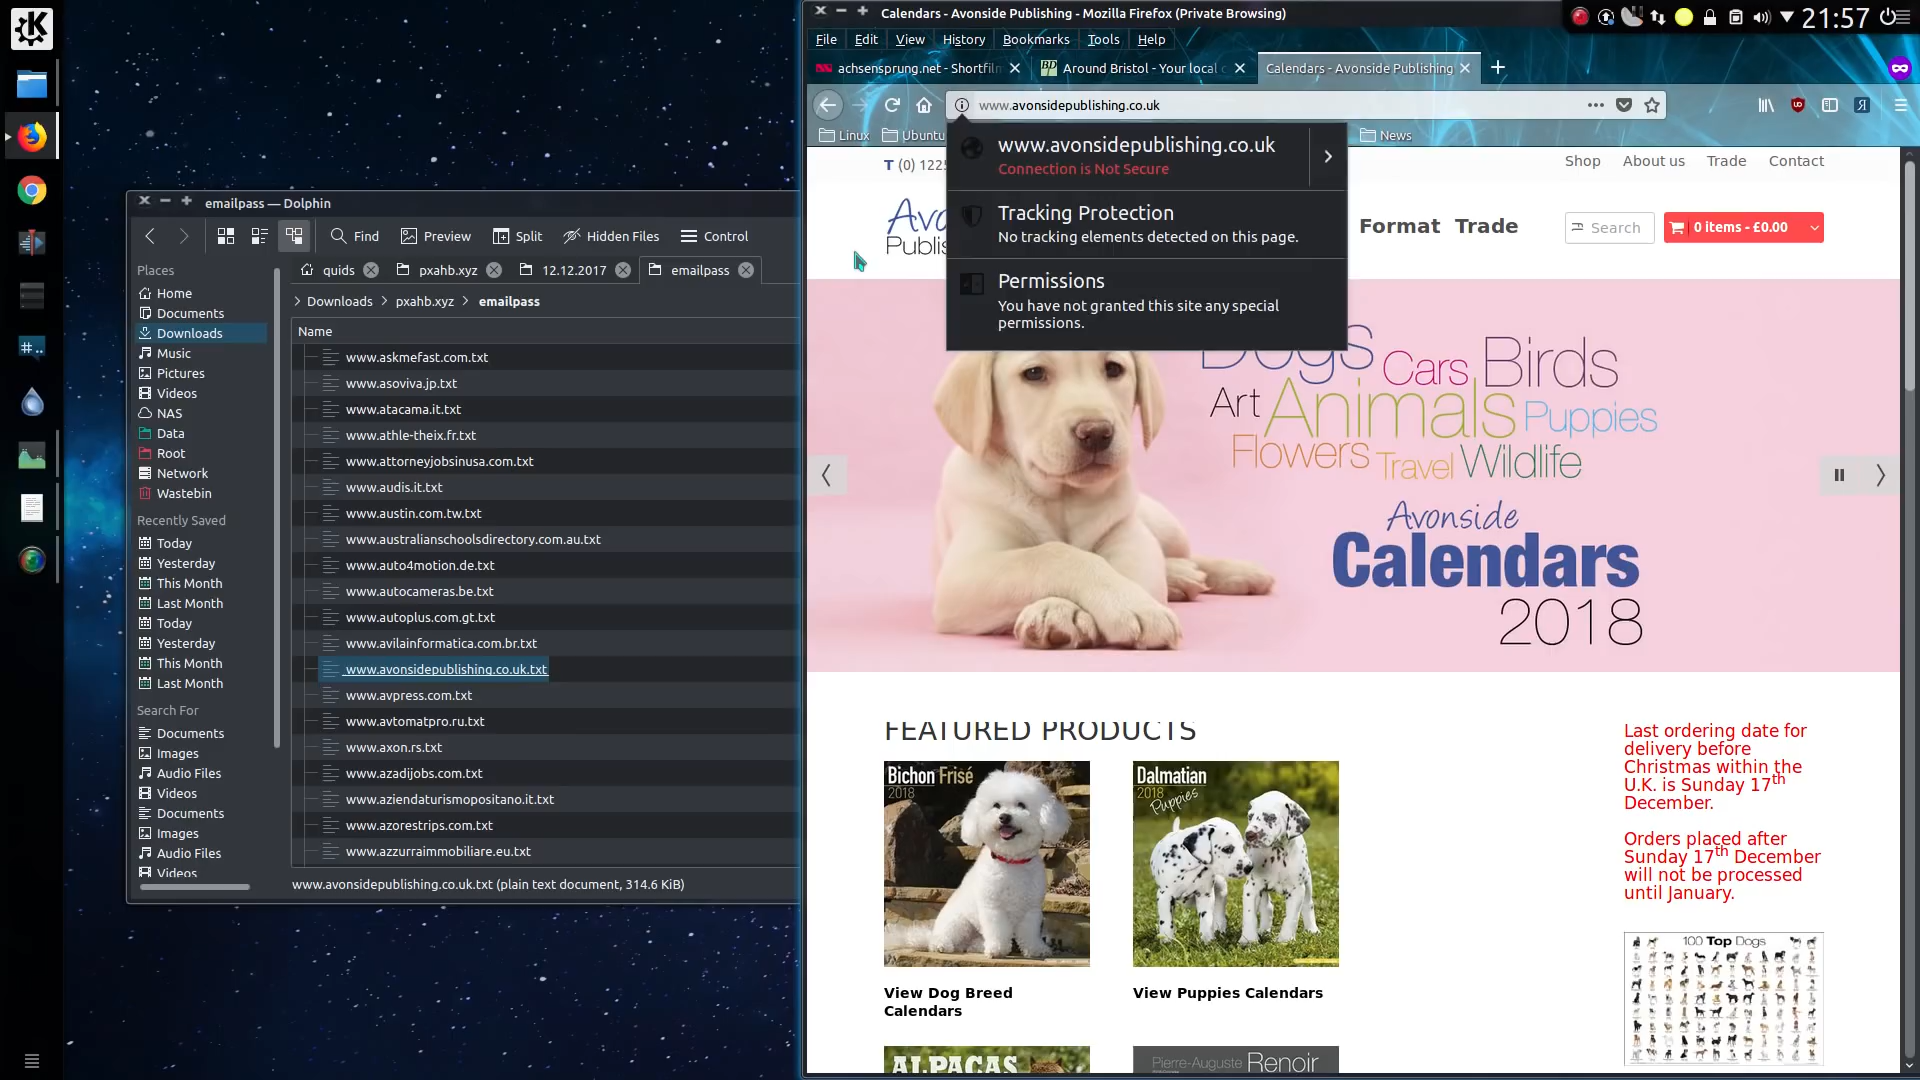 Calendars - Avonside Publishing - Mozilla Firefox (Private Browsing)
21:57
File Edit View History Bookmarks Tools Help
achsensprung.net - Shortfilm
Around Bristol - Your local c
Calendars - Avonside Publishing
www.avonsidepublishing.co.uk
Linux
Ubuntu
News
www.avonsidepublishing.co.uk
Connection is Not Secure
Tracking Protection
No tracking elements detected on this page.
Permissions
You have not granted this site any special
permissions.
T (0) 1225
Shop About us Trade Contact
Avo
Publis
Format Trade
Search
0 items - £0.00
Dogs Cars Birds
Art Animals Puppies
Flowers Travel Wildlife
Avonside
Calendars
2018
FEATURED PRODUCTS
Bichon Frisé
2018
Dalmatian
2018 Puppies
View Dog Breed
Calendars
View Puppies Calendars
ALPACAS
Pierre-Auguste Renoir
Last ordering date for
delivery before
Christmas within the
U.K. is Sunday 17th
December.
Orders placed after
Sunday 17th December
will not be processed
until January.
100 Top Dogs
emailpass — Dolphin
Find Preview Split Hidden Files Control
quids
pxahb.xyz
12.12.2017
emailpass
> Downloads > pxahb.xyz > emailpass
Name
www.askmefast.com.txt
www.asoviva.jp.txt
www.atacama.it.txt
www.athle-theix.fr.txt
www.attorneyjobsinusa.com.txt
www.audis.it.txt
www.austin.com.tw.txt
www.australianschoolsdirectory.com.au.txt
www.auto4motion.de.txt
www.autocameras.be.txt
www.autoplus.com.gt.txt
www.avilainformatica.com.br.txt
www.avonsidepublishing.co.uk.txt
www.avpress.com.txt
www.avtomatpro.ru.txt
www.axon.rs.txt
www.azadijobs.com.txt
www.aziendaturismopositano.it.txt
www.azorestrips.com.txt
www.azzurraimmobiliare.eu.txt
www.avonsidepublishing.co.uk.txt (plain text document, 314.6 KiB)
Places
Home
Documents
Downloads
Music
Pictures
Videos
NAS
Data
Root
Network
Wastebin
Recently Saved
Today
Yesterday
This Month
Last Month
Today
Yesterday
This Month
Last Month
Search For
Documents
Images
Audio Files
Videos
Documents
Images
Audio Files
Videos